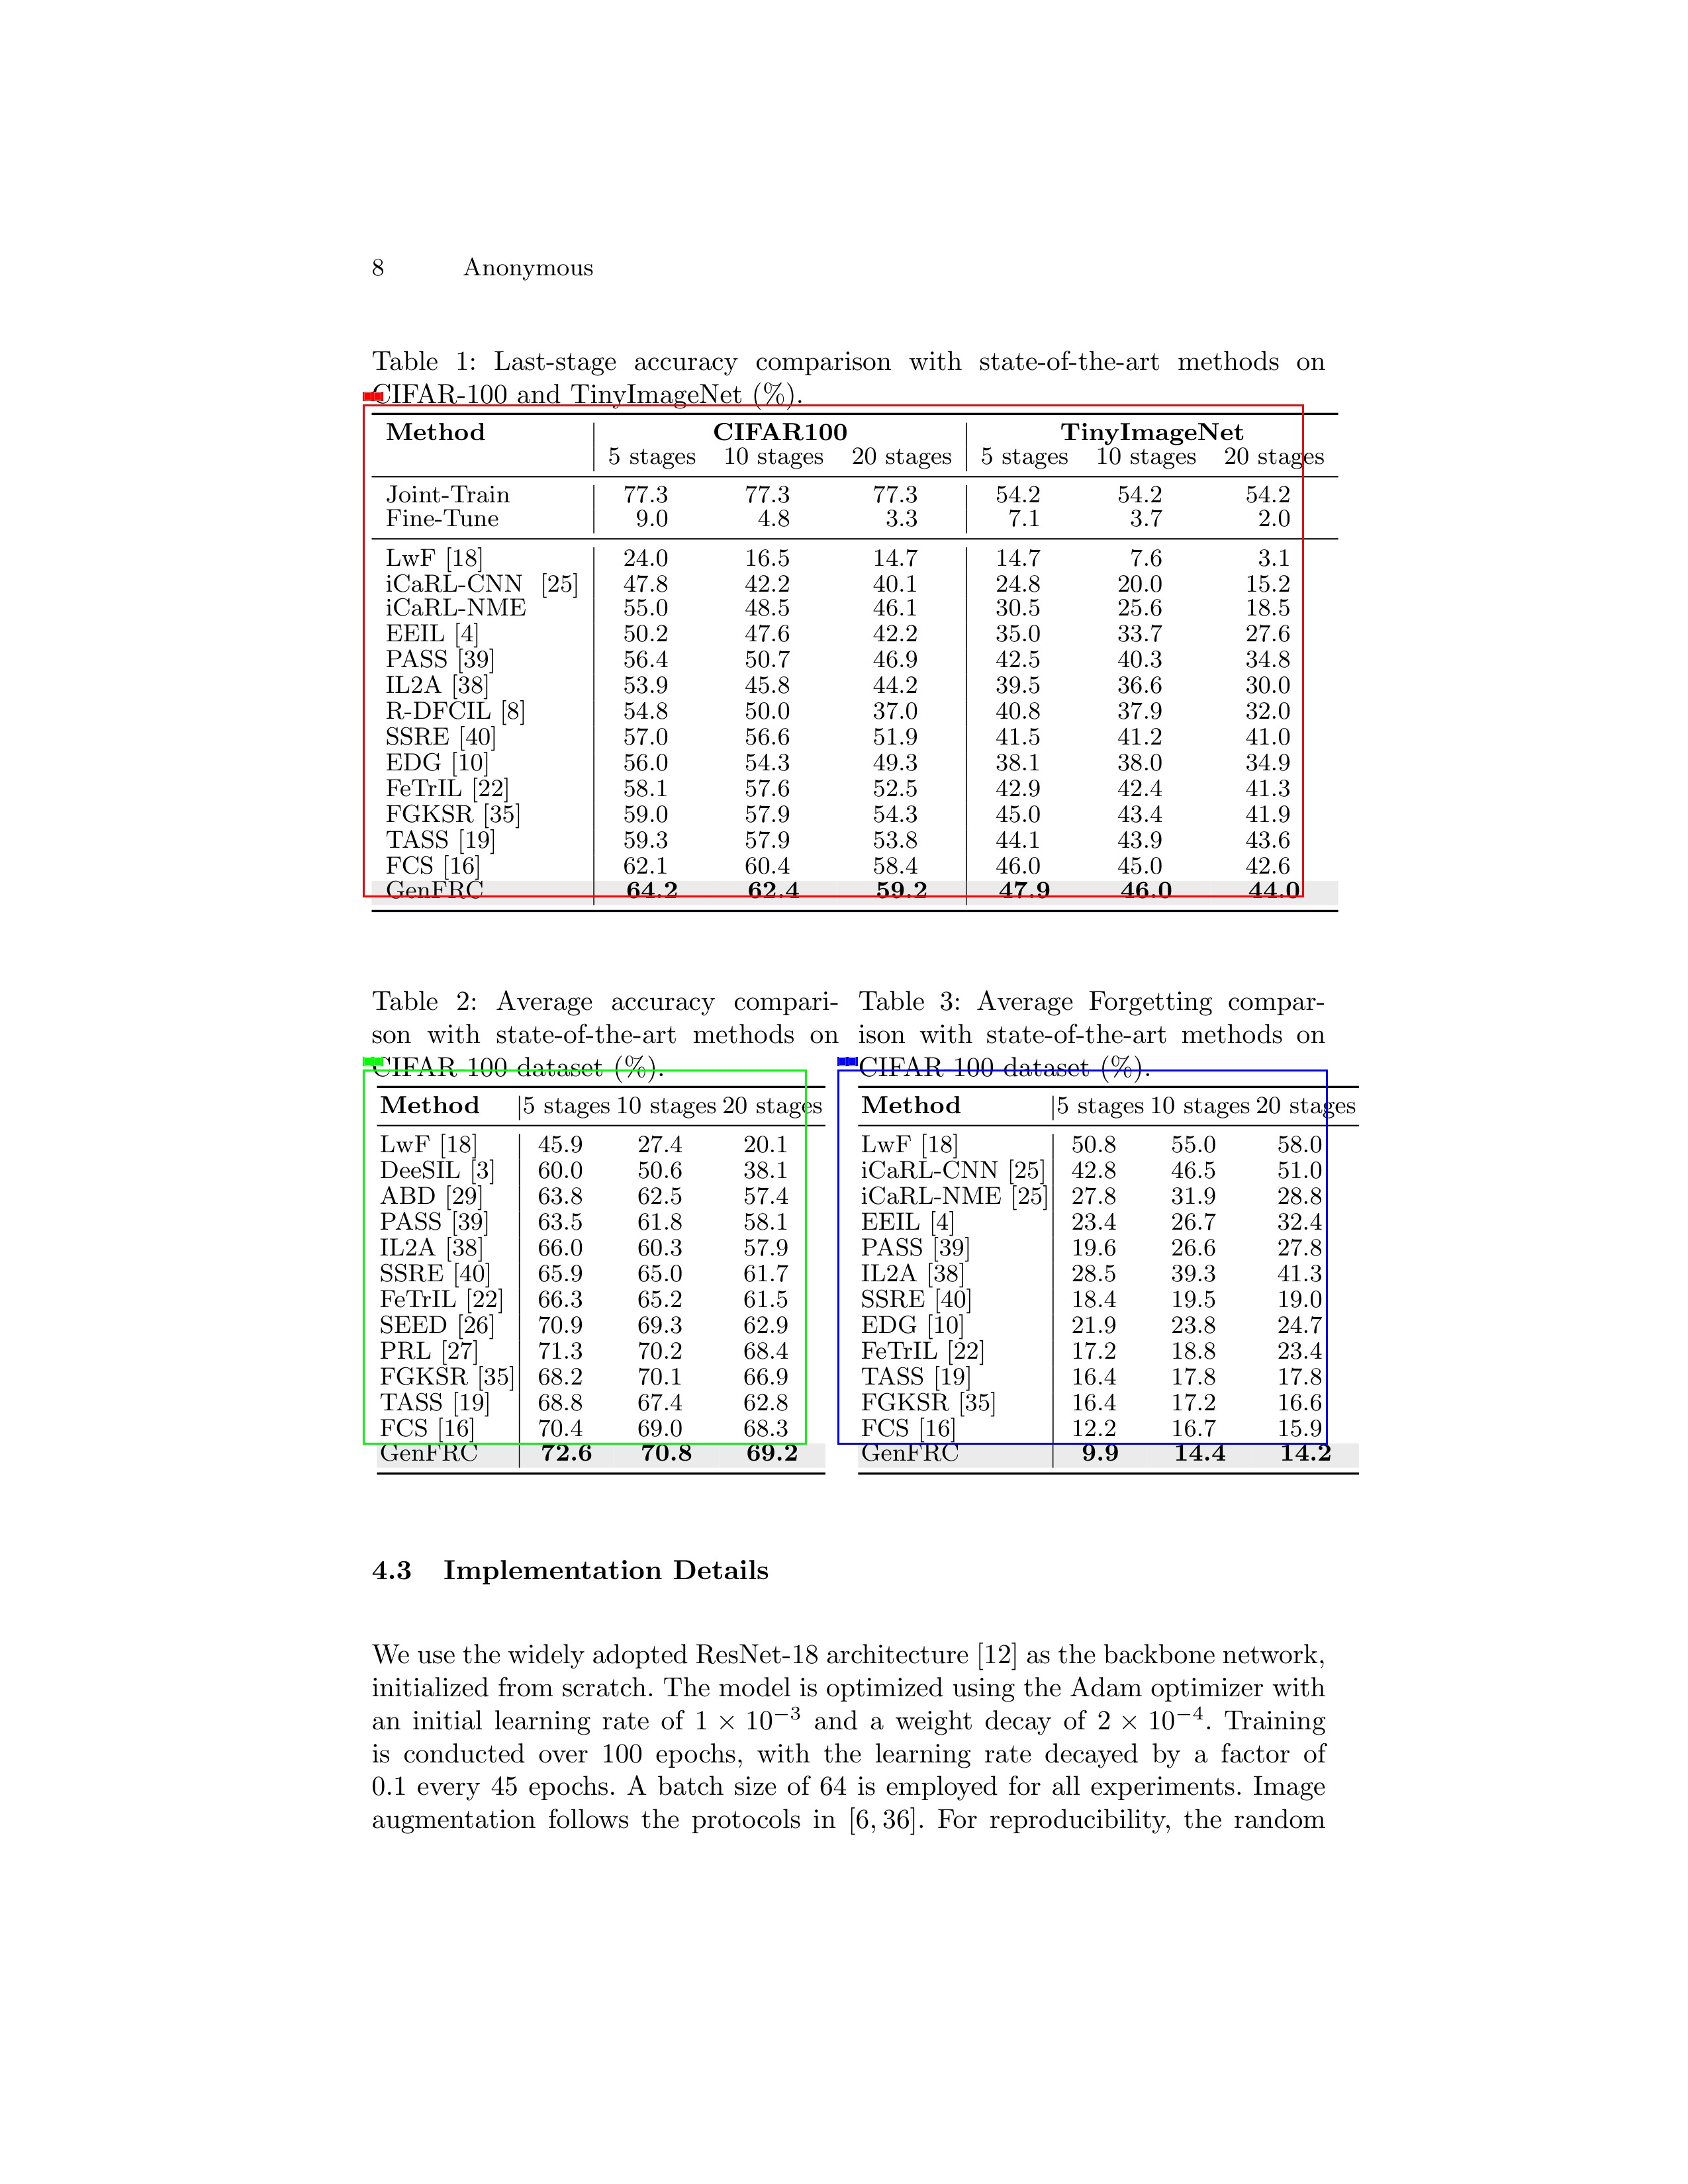 8 Anonymous
Table 1: Last-stage accuracy comparison with state-of-the-art methods on
CIFAR-100 and TinyImageNet (%).
Method CIFAR100 TinyImageNet
5 stages 10 stages 20 stages 5 stages 10 stages 20 stages
Joint-Train 77.3 77.3 77.3 54.2 54.2 54.2
Fine-Tune 9.0 4.8 3.3 7.1 3.7 2.0
LwF [18] 24.0 16.5 14.7 14.7 7.6 3.1
iCaRL-CNN [25] 47.8 42.2 40.1 24.8 20.0 15.2
iCaRL-NME 55.0 48.5 46.1 30.5 25.6 18.5
EEIL [4] 50.2 47.6 42.2 35.0 33.7 27.6
PASS [39] 56.4 50.7 46.9 42.5 40.3 34.8
IL2A [38] 53.9 45.8 44.2 39.5 36.6 30.0
R-DFCIL [8] 54.8 50.0 37.0 40.8 37.9 32.0
SSRE [40] 57.0 56.6 51.9 41.5 41.2 41.0
EDG [10] 56.0 54.3 49.3 38.1 38.0 34.9
FeTrIL [22] 58.1 57.6 52.5 42.9 42.4 41.3
FGKSR [35] 59.0 57.9 54.3 45.0 43.4 41.9
TASS [19] 59.3 57.9 53.8 44.1 43.9 43.6
FCS [16] 62.1 60.4 58.4 46.0 45.0 42.6
GenFRC 64.2 62.4 59.2 47.9 46.0 44.0
Table 2: Average accuracy compari-
son with state-of-the-art methods on
CIFAR 100 dataset (%).
Method 5 stages 10 stages 20 stages
LwF [18] 45.9 27.4 20.1
DeeSIL [3] 60.0 50.6 38.1
ABD [29] 63.8 62.5 57.4
PASS [39] 63.5 61.8 58.1
IL2A [38] 66.0 60.3 57.9
SSRE [40] 65.9 65.0 61.7
FeTrIL [22] 66.3 65.2 61.5
SEED [26] 70.9 69.3 62.9
PRL [27] 71.3 70.2 68.4
FGKSR [35] 68.2 70.1 66.9
TASS [19] 68.8 67.4 62.8
FCS [16] 70.4 69.0 68.3
GenFRC 72.6 70.8 69.2
Table 3: Average Forgetting compar-
ison with state-of-the-art methods on
CIFAR 100 dataset (%).
Method 5 stages 10 stages 20 stages
LwF [18] 50.8 55.0 58.0
iCaRL-CNN [25] 42.8 46.5 51.0
iCaRL-NME [25] 27.8 31.9 28.8
EEIL [4] 23.4 26.7 32.4
PASS [39] 19.6 26.6 27.8
IL2A [38] 28.5 39.3 41.3
SSRE [40] 18.4 19.5 19.0
EDG [10] 21.9 23.8 24.7
FeTrIL [22] 17.2 18.8 23.4
TASS [19] 16.4 17.8 17.8
FGKSR [35] 16.4 17.2 16.6
FCS [16] 12.2 16.7 15.9
GenFRC 9.9 14.4 14.2
4.3 Implementation Details
We use the widely adopted ResNet-18 architecture [12] as the backbone network,
initialized from scratch. The model is optimized using the Adam optimizer with
an initial learning rate of 1 × 10⁻³ and a weight decay of 2 × 10⁻⁴. Training
is conducted over 100 epochs, with the learning rate decayed by a factor of
0.1 every 45 epochs. A batch size of 64 is employed for all experiments. Image
augmentation follows the protocols in [6, 36]. For reproducibility, the random